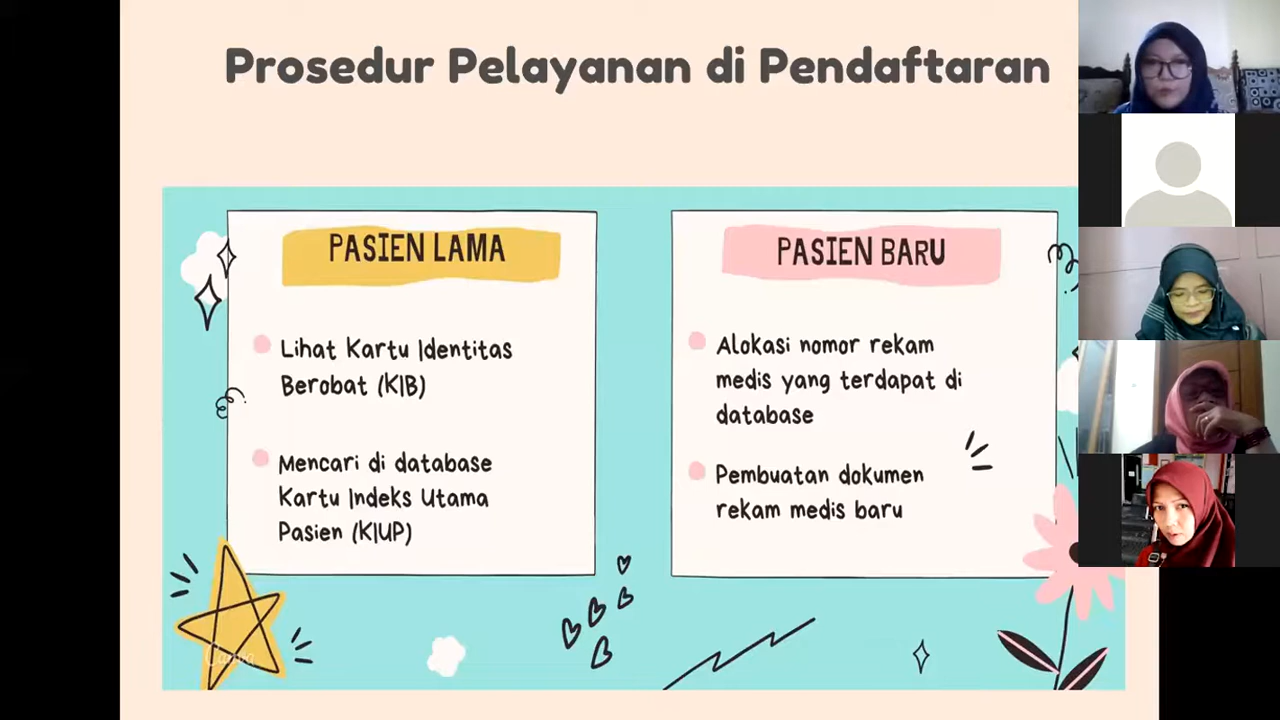 Prosedur Pelayanan di Pendaftaran
PASIEN LAMA
Lihat Kartu Identitas
Berobat (KIB)
Mencari di database
Kartu Indeks Utama
Pasien (KIUP)
PASIEN BARU
Alokasi nomor rekam
medis yang terdapat di
database
Pembuatan dokumen
rekam medis baru
Canva